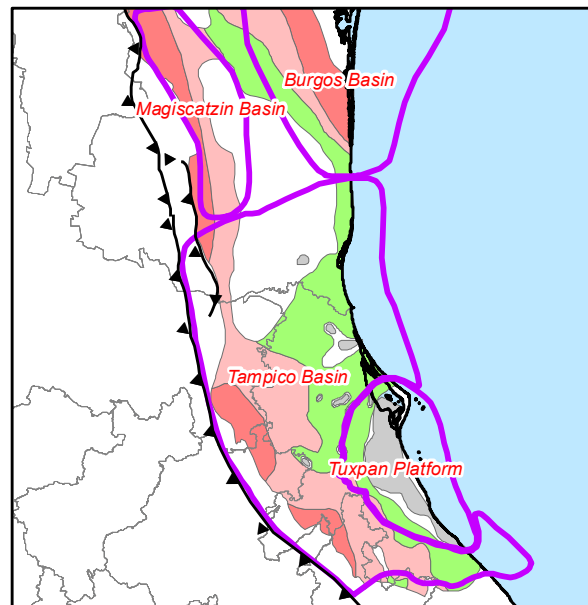 Burgos Basin
Magiscatzin Basin
Tampico Basin
Tuxpan Platform